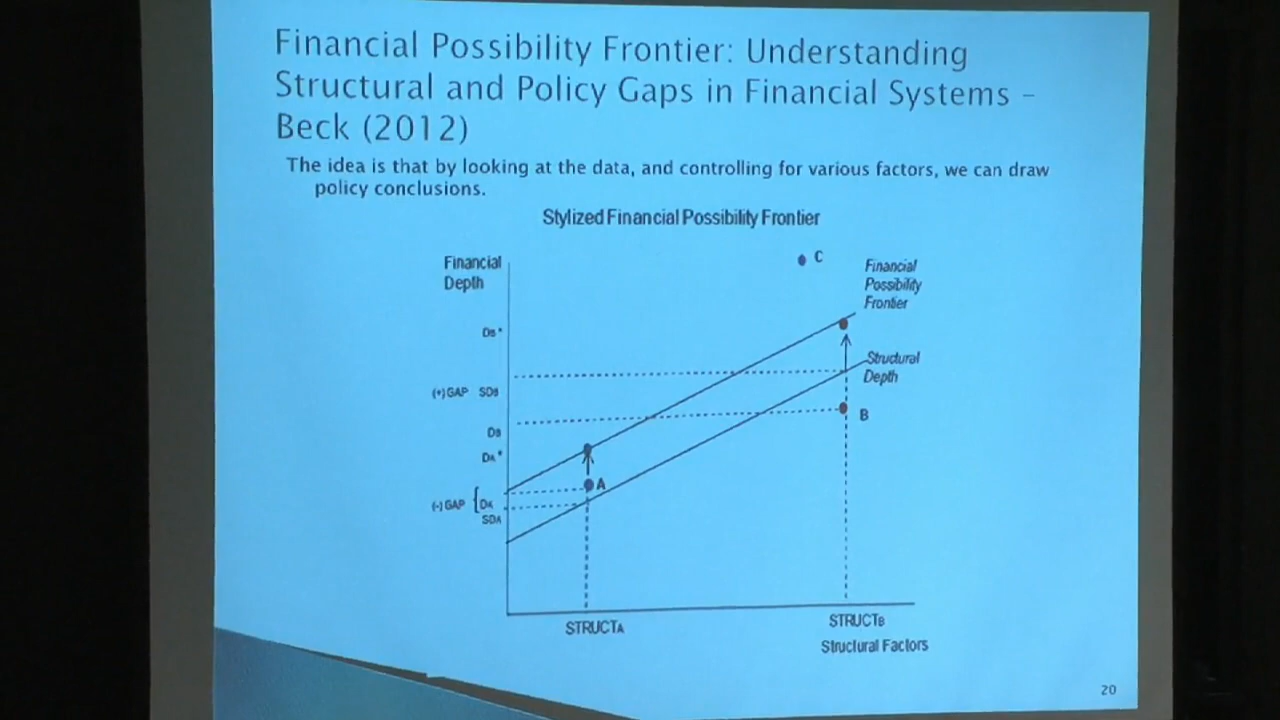 Financial Possibility Frontier: Understanding
Structural and Policy Gaps in Financial Systems –
Beck (2012)
The idea is that by looking at the data, and controlling for various factors, we can draw
policy conclusions.
Stylized Financial Possibility Frontier
Financial
Depth
C
Financial
Possibility
Frontier
DB*
Structural
Depth
(+) GAP SDB
B
DB
DA*
A
(-) GAP { DA
SDA
STRUCTA
STRUCTB
Structural Factors
20